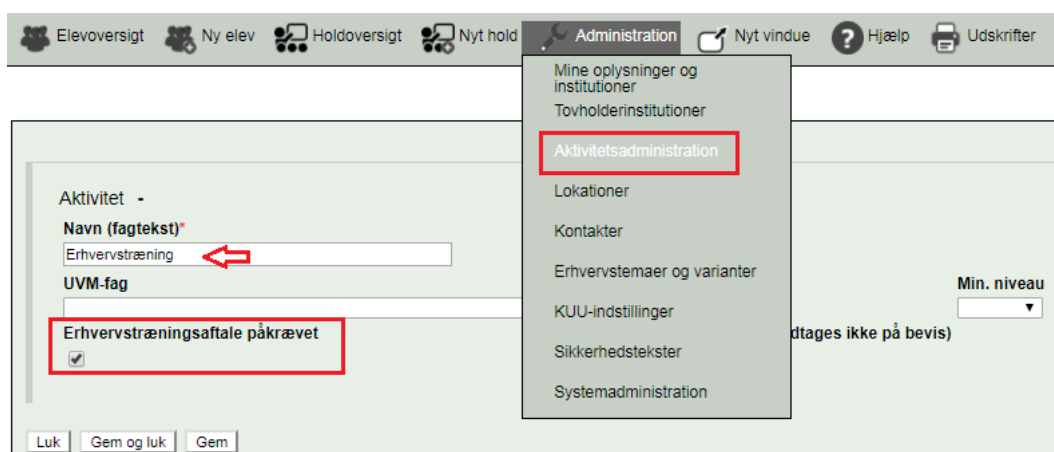 Elevoversigt Ny elev Holdoversigt Nyt hold Administration Nyt vindue Hjælp Udskrifter
Mine oplysninger og
institutioner
Tovholderinstitutioner
Aktivitetsadministration
Lokationer
Kontakter
Erhvervstemaer og varianter
KUU-indstillinger
Sikkerhedstekster
Systemadministration
Aktivitet -
Navn (fagtekst)*
Erhvervstræning
UVM-fag
Min. niveau
Erhvervstræningsaftale påkrævet
dtages ikke på bevis)
Luk Gem og luk Gem